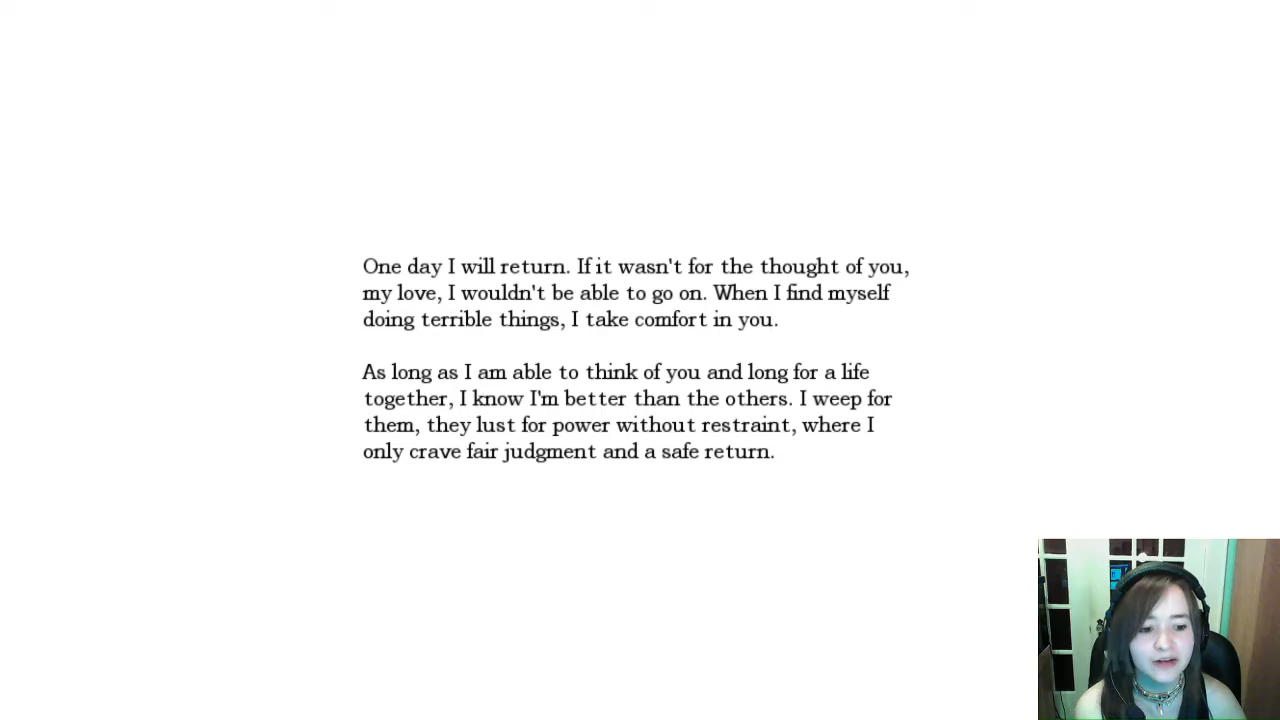 One day I will return. If it wasn't for the thought of you,
my love, I wouldn't be able to go on. When I find myself
doing terrible things, I take comfort in you.
As long as I am able to think of you and long for a life
together, I know I'm better than the others. I weep for
them, they lust for power without restraint, where I
only crave fair judgment and a safe return.